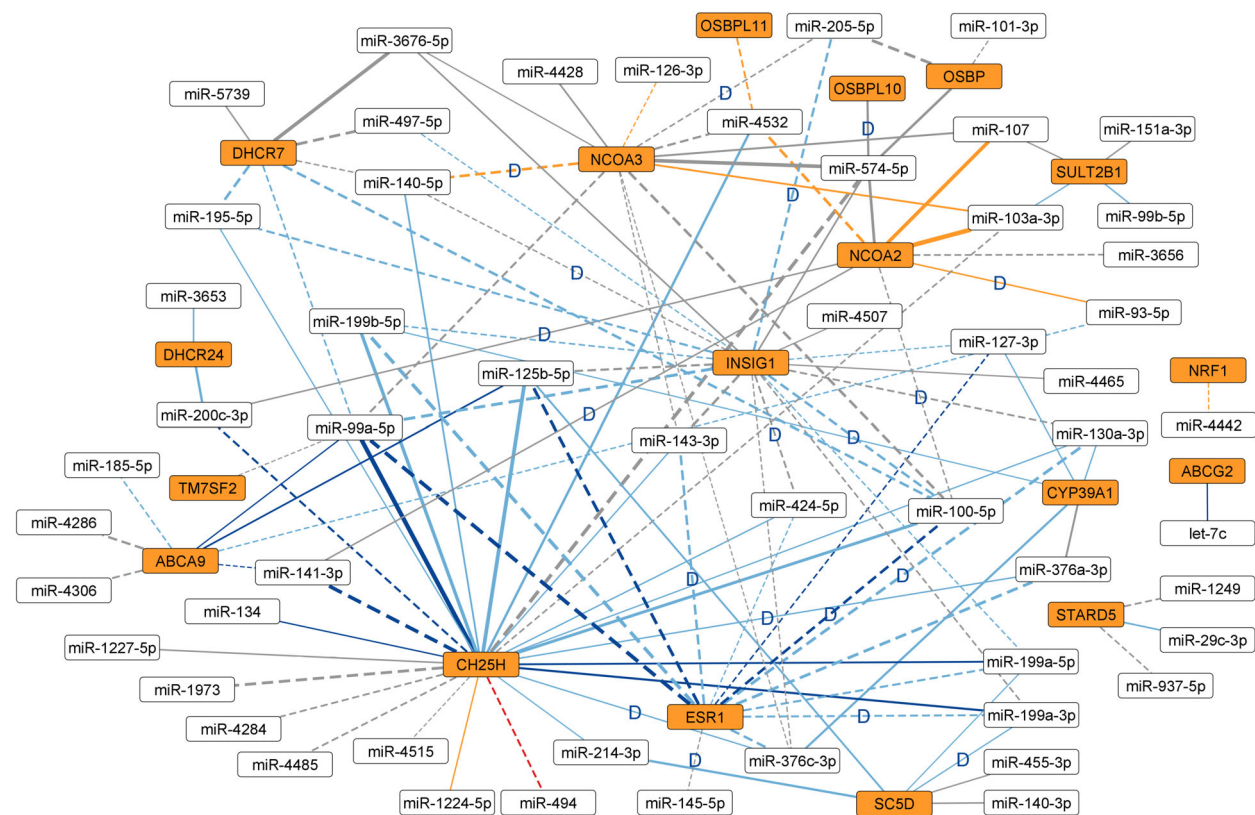 OSBPL11
miR-205-5p
miR-101-3p
miR-3676-5p
miR-4428
miR-126-3p
OSBP
miR-5739
D
OSBPL10
miR-497-5p
miR-4532
D
miR-107
miR-151a-3p
DHCR7
NCOA3
miR-574-5p
SULT2B1
miR-140-5p
D
D
miR-195-5p
miR-103a-3p
miR-99b-5p
NCOA2
miR-3656
D
D
miR-3653
miR-199b-5p
miR-4507
miR-93-5p
D
miR-127-3p
DHCR24
INSIG1
NRF1
miR-125b-5p
miR-4465
D
miR-200c-3p
D
miR-99a-5p
miR-143-3p
D
miR-130a-3p
miR-4442
miR-185-5p
ABCG2
TM7SF2
D
CYP39A1
miR-424-5p
miR-100-5p
miR-4286
let-7c
D
ABCA9
miR-141-3p
miR-376a-3p
miR-4306
miR-1249
miR-134
D
D
STARD5
miR-1227-5p
miR-29c-3p
CH25H
miR-199a-5p
miR-1973
miR-937-5p
D
ESR1
D
miR-199a-3p
miR-4284
miR-4515
miR-214-3p
D
miR-376c-3p
D
miR-455-3p
miR-4485
miR-1224-5p
miR-494
miR-145-5p
SC5D
miR-140-3p